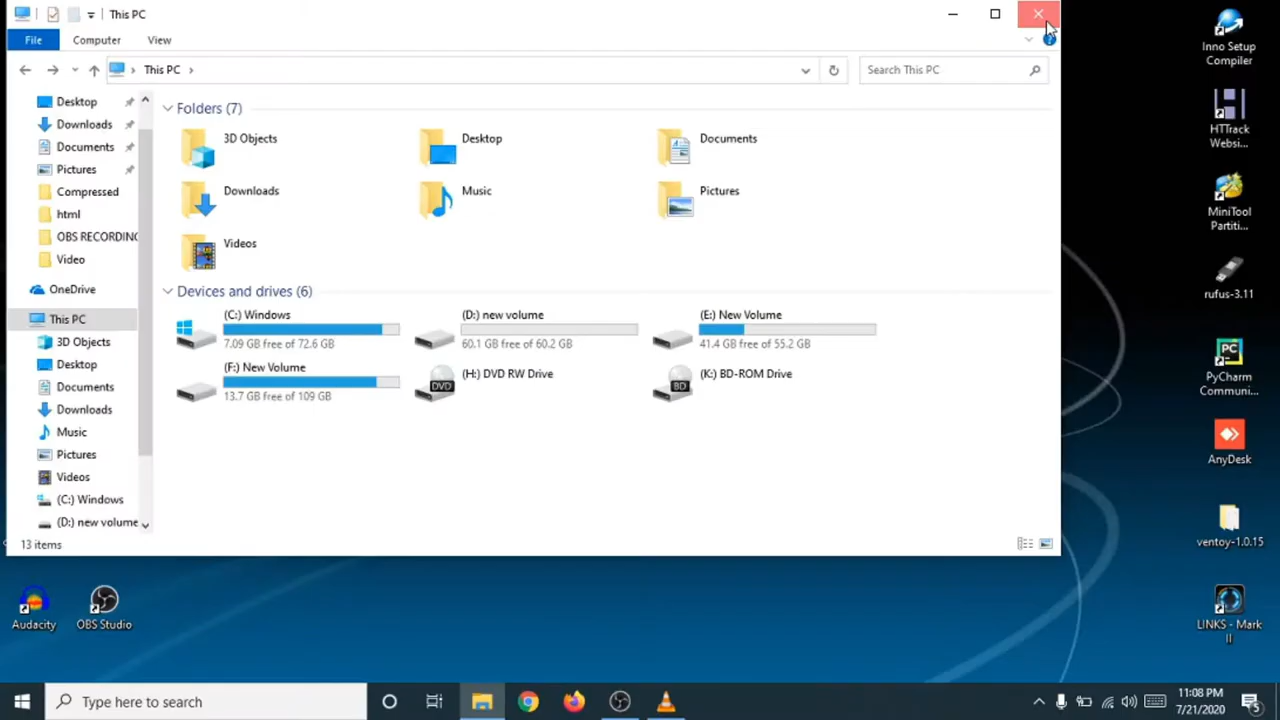 This PC
File
Computer
View
This PC
Search This PC
Desktop
Downloads
Documents
Pictures
Compressed
html
OBS RECORDING
Video
OneDrive
This PC
3D Objects
Desktop
Documents
Downloads
Music
Pictures
Videos
(C:) Windows
(D:) new volume
Folders (7)
3D Objects
Desktop
Documents
Downloads
Music
Pictures
Videos
Devices and drives (6)
(C:) Windows
7.09 GB free of 72.6 GB
(D:) new volume
60.1 GB free of 60.2 GB
(E:) New Volume
41.4 GB free of 55.2 GB
(F:) New Volume
13.7 GB free of 109 GB
DVD
(H:) DVD RW Drive
BD
(K:) BD-ROM Drive
13 items
Inno Setup
Compiler
HTTrack
Websi...
MiniTool
Partiti...
rufus-3.11
PC
PyCharm
Communi...
AnyDesk
ventoy-1.0.15
LINKS - Mark
II
Audacity
OBS Studio
Type here to search
11:08 PM
7/21/2020
5